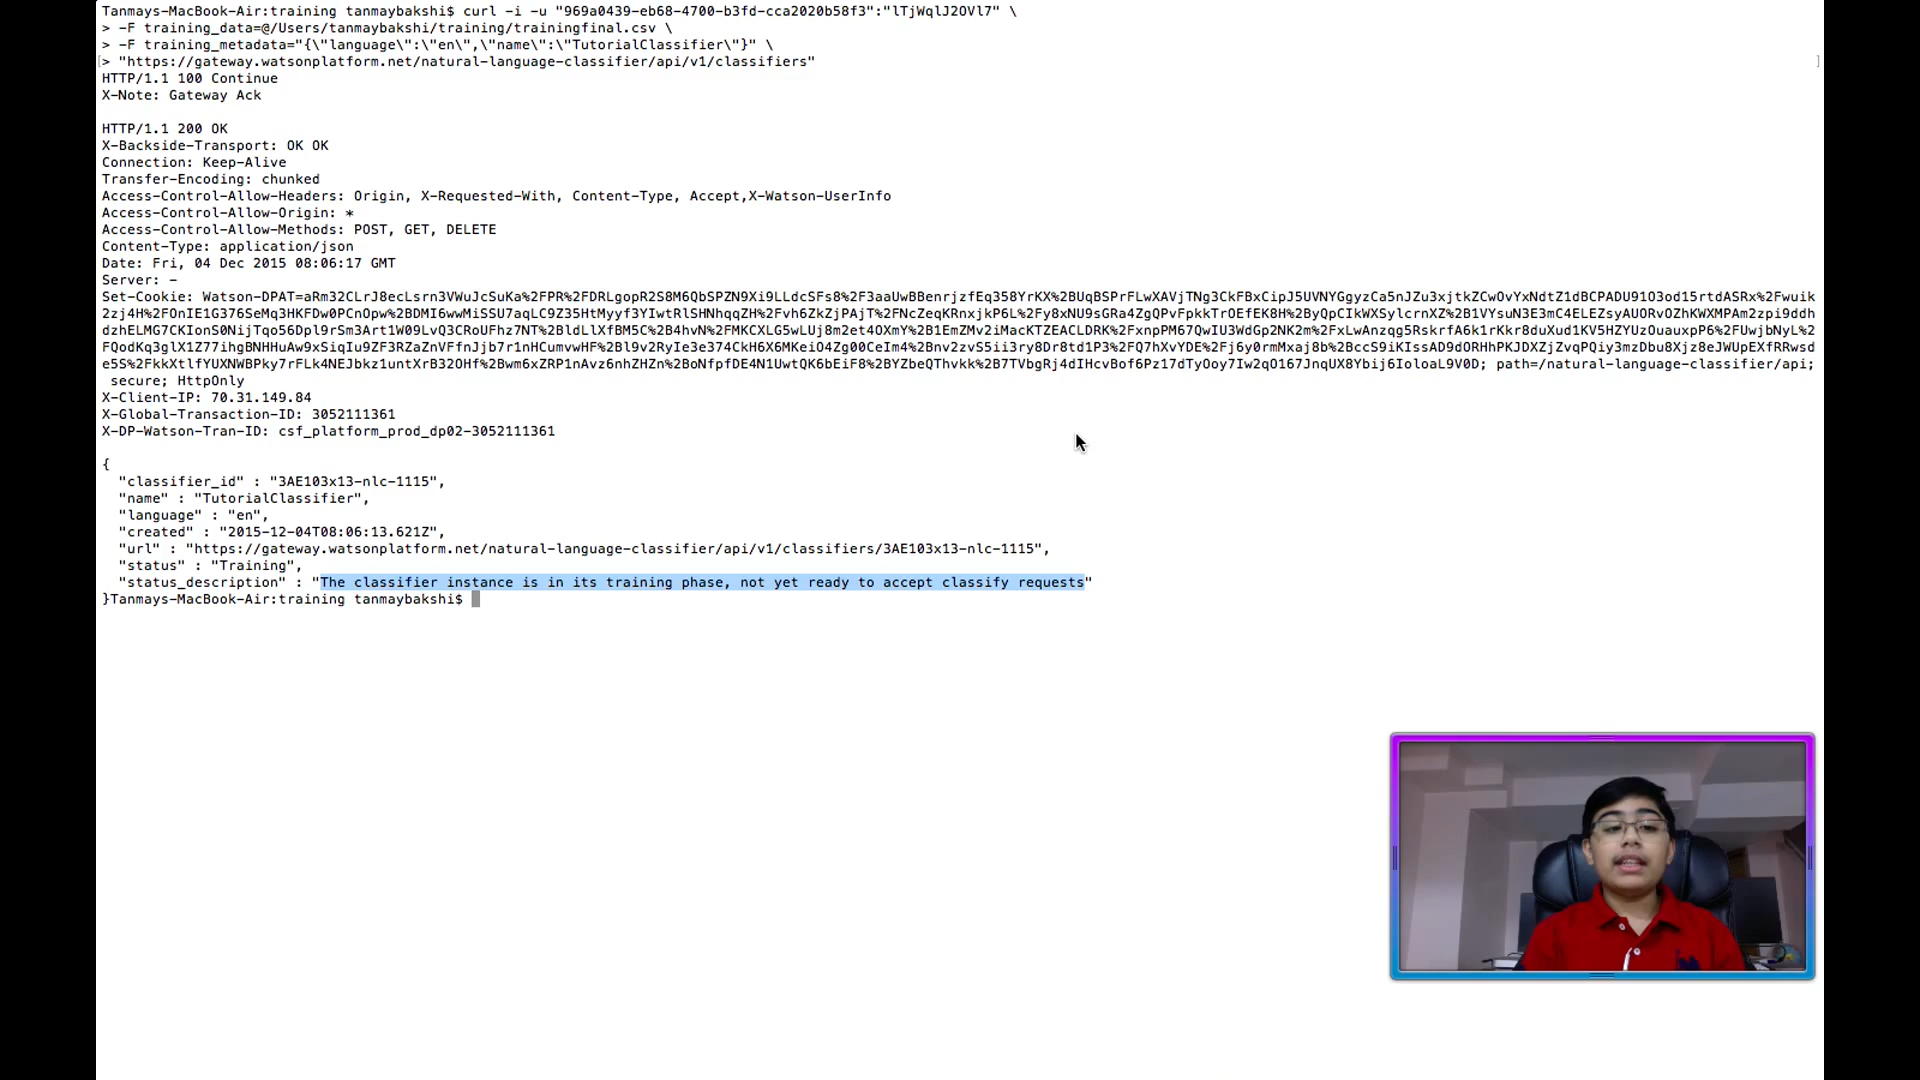 Tanmays-MacBook-Air:training tanmaybakshi$ curl -i -u "969a0439-eb68-4700-b3fd-cca2020b58f3":"lTjWqlJ2OVl7" \
> -F training_data=@/Users/tanmaybakshi/training/trainingfinal.csv \
> -F training_metadata="{\"language\":\"en\",\"name\":\"TutorialClassifier\"}" \
[> "https://gateway.watsonplatform.net/natural-language-classifier/api/v1/classifiers" ]
HTTP/1.1 100 Continue
X-Note: Gateway Ack
HTTP/1.1 200 OK
X-Backside-Transport: OK OK
Connection: Keep-Alive
Transfer-Encoding: chunked
Access-Control-Allow-Headers: Origin, X-Requested-With, Content-Type, Accept,X-Watson-UserInfo
Access-Control-Allow-Origin: *
Access-Control-Allow-Methods: POST, GET, DELETE
Content-Type: application/json
Date: Fri, 04 Dec 2015 08:06:17 GMT
Server: -
Set-Cookie:
path=/natural-language-classifier/api;
secure; HttpOnly
X-Client-IP: 70.31.149.84
X-Global-Transaction-ID: 3052111361
X-DP-Watson-Tran-ID: csf_platform_prod_dp02-3052111361
{
"classifier_id" : "3AE103x13-nlc-1115",
"name" : "TutorialClassifier",
"language" : "en",
"created" : "2015-12-04T08:06:13.621Z",
"url" : "https://gateway.watsonplatform.net/natural-language-classifier/api/v1/classifiers/3AE103x13-nlc-1115",
"status" : "Training",
"status_description" : "The classifier instance is in its training phase, not yet ready to accept classify requests"
}Tanmays-MacBook-Air:training tanmaybakshi$